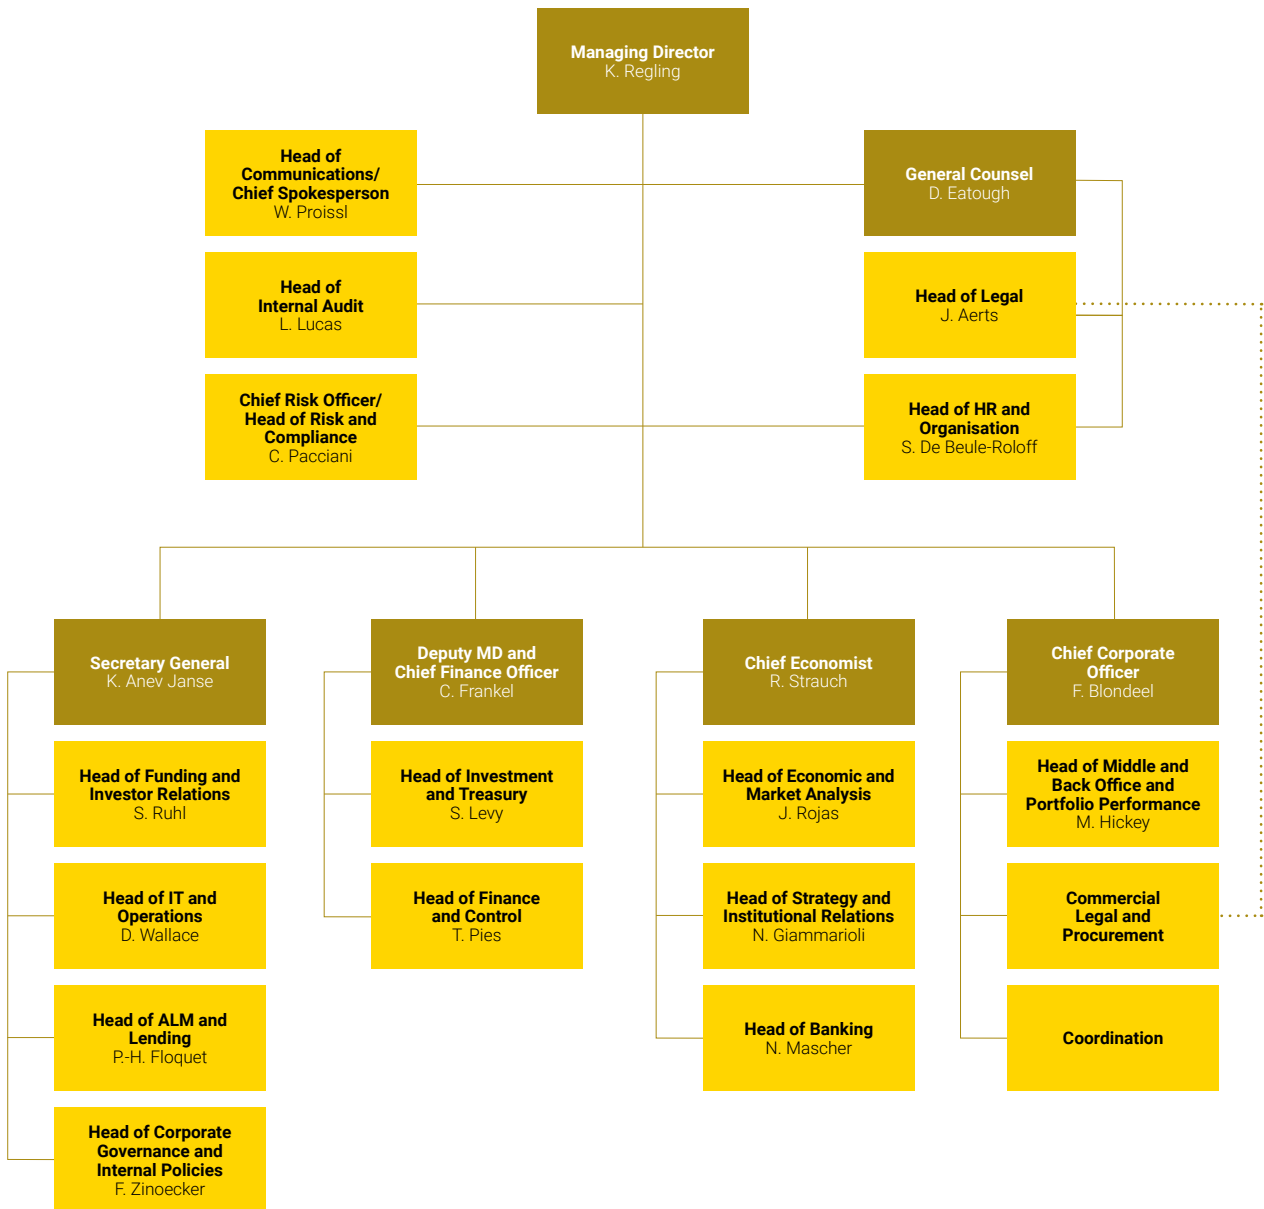 Managing Director
K. Regling
Head of
Communications/
Chief Spokesperson
W. Proissl
General Counsel
D. Eatough
Head of
Internal Audit
L. Lucas
Head of Legal
J. Aerts
Chief Risk Officer/
Head of Risk and
Compliance
C. Pacciani
Head of HR and
Organisation
S. De Beule-Roloff
Secretary General
K. Anev Janse
Deputy MD and
Chief Finance Officer
C. Frankel
Chief Economist
R. Strauch
Chief Corporate
Officer
F. Blondeel
Head of Funding and
Investor Relations
S. Ruhl
Head of Investment
and Treasury
S. Levy
Head of Economic and
Market Analysis
J. Rojas
Head of Middle and
Back Office and
Portfolio Performance
M. Hickey
Head of IT and
Operations
D. Wallace
Head of Finance
and Control
T. Pies
Head of Strategy and
Institutional Relations
N. Giammarioli
Commercial
Legal and
Procurement
Head of ALM and
Lending
P.-H. Floquet
Head of Banking
N. Mascher
Coordination
Head of Corporate
Governance and
Internal Policies
F. Zinoecker